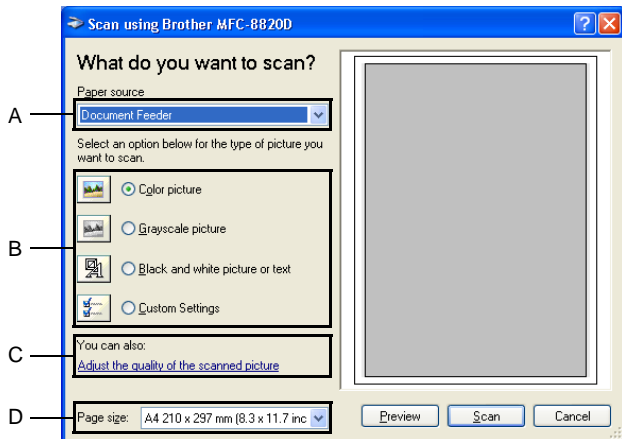 Scan using Brother MFC-8820D
What do you want to scan?
Paper source
A
Document Feeder
Select an option below for the type of picture you
want to scan.
Color picture
Grayscale picture
B
Black and white picture or text
Custom Settings
You can also:
C
Adjust the quality of the scanned picture
D
Page size: A4 210 x 297 mm (8.3 x 11.7 inc
Preview Scan Cancel